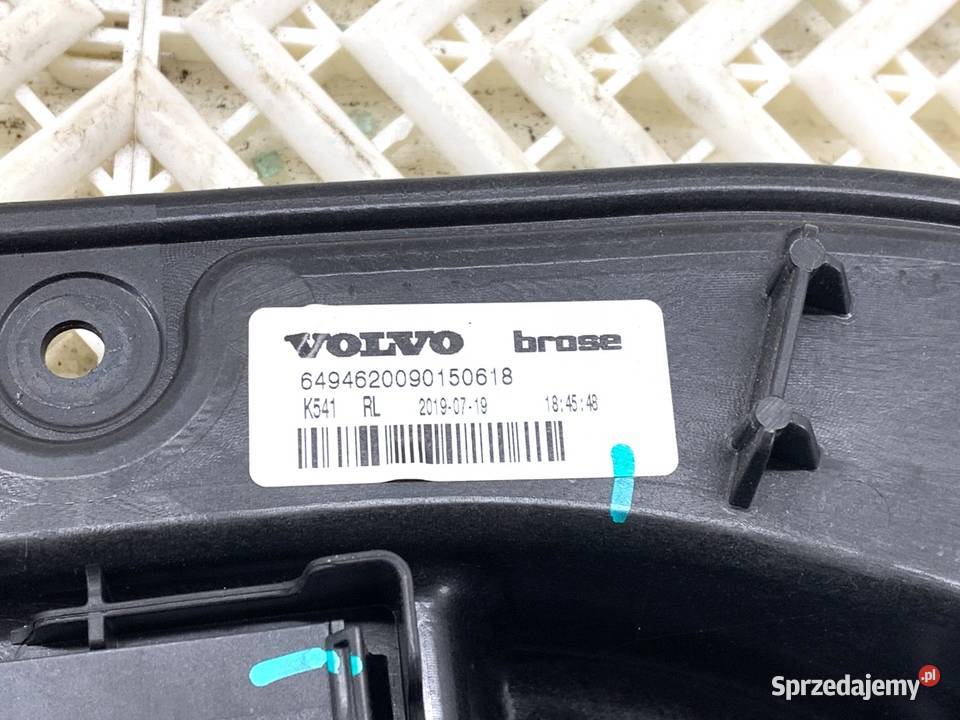 VOLVO brose
6494620090150618
K541 RL 2019-07-19 18:45:48
Sprzedajemy.pl